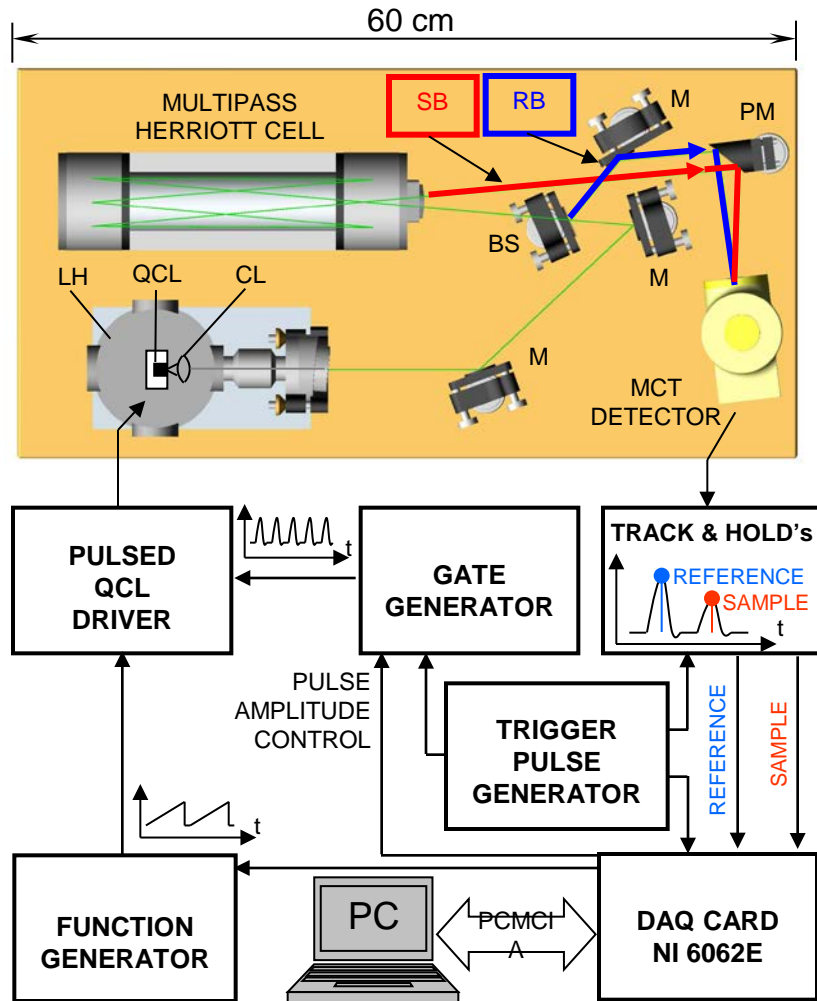 60 cm
MULTIPASS
HERRIOTT CELL
SB
RB
M
PM
BS
M
LH
QCL
CL
M
MCT
DETECTOR
PULSED
QCL
DRIVER
t
GATE
GENERATOR
TRACK & HOLD's
REFERENCE
SAMPLE
t
PULSE
AMPLITUDE
CONTROL
TRIGGER
PULSE
GENERATOR
REFERENCE
SAMPLE
t
FUNCTION
GENERATOR
PC
PCMCI
A
DAQ CARD
NI 6062E